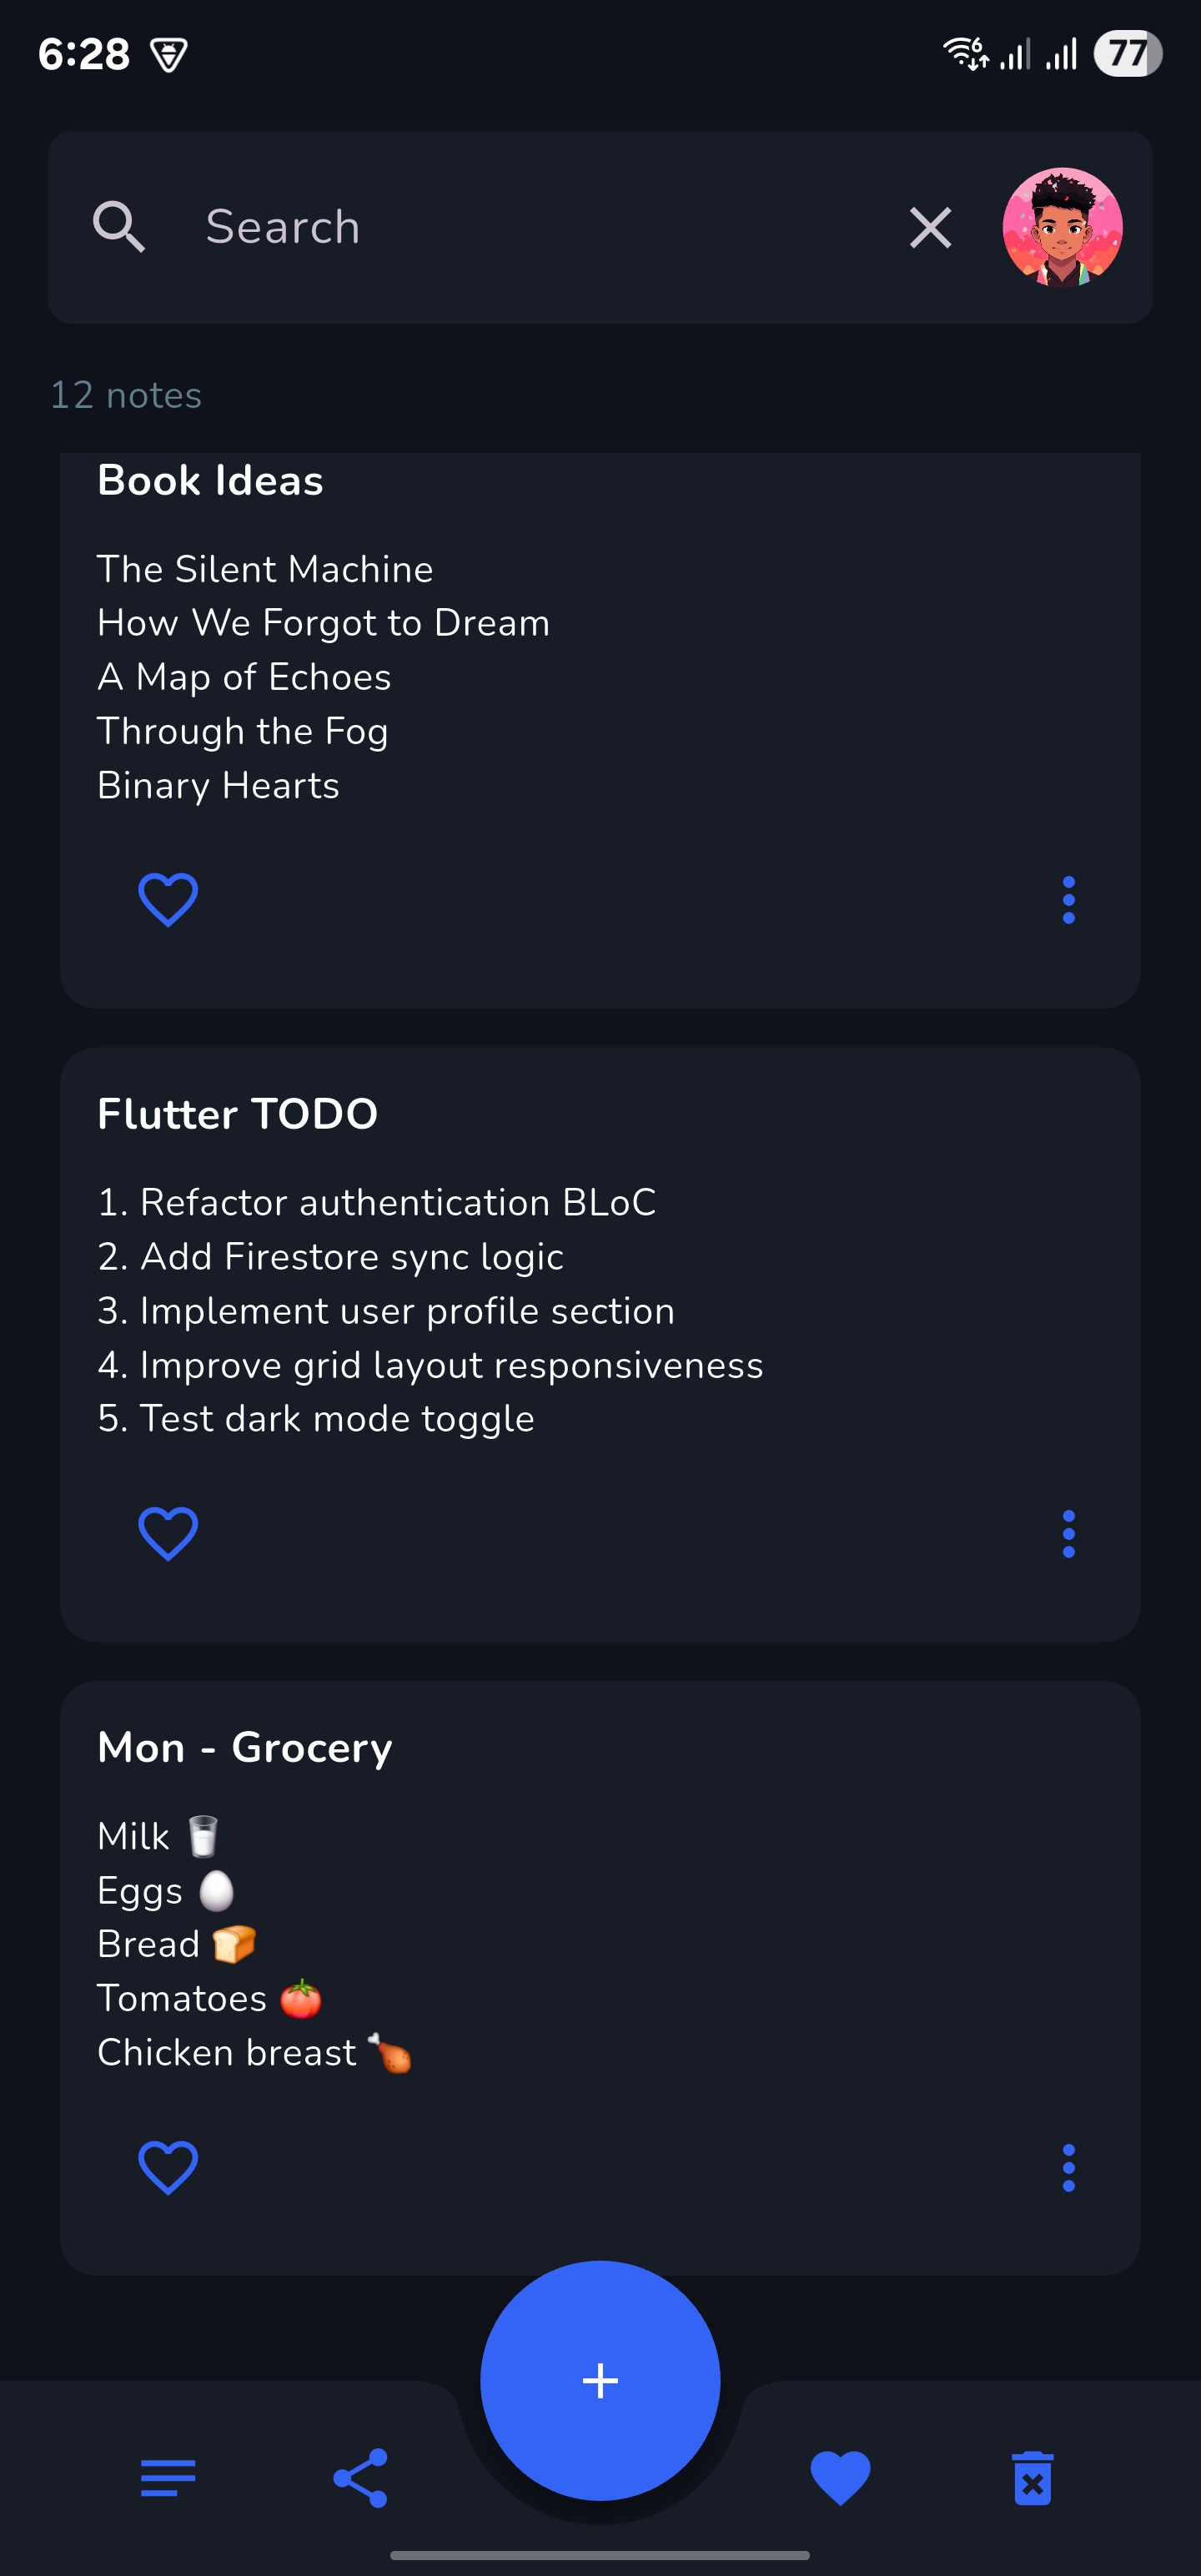 6:28
6
77
Search
12 notes
Book Ideas
The Silent Machine
How We Forgot to Dream
A Map of Echoes
Through the Fog
Binary Hearts
Flutter TODO
1. Refactor authentication BLoC
2. Add Firestore sync logic
3. Implement user profile section
4. Improve grid layout responsiveness
5. Test dark mode toggle
Mon - Grocery
Milk 🥛
Eggs 🥚
Bread 🍞
Tomatoes 🍅
Chicken breast 🍗